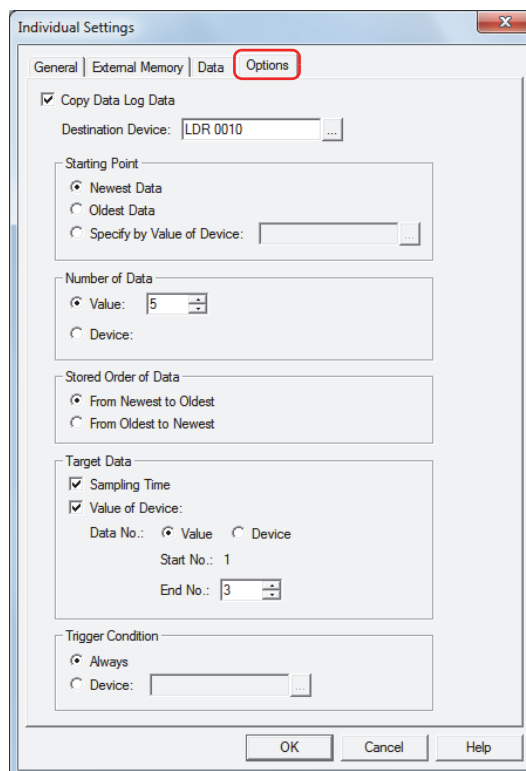 Individual Settings
General External Memory Data Options
Copy Data Log Data
Destination Device: LDR 0010 ...
Starting Point
Newest Data
Oldest Data
Specify by Value of Device: ...
Number of Data
Value: 5
Device:
Stored Order of Data
From Newest to Oldest
From Oldest to Newest
Target Data
Sampling Time
Value of Device:
Data No.: Value Device
Start No.: 1
End No.: 3
Trigger Condition
Always
Device: ...
OK Cancel Help